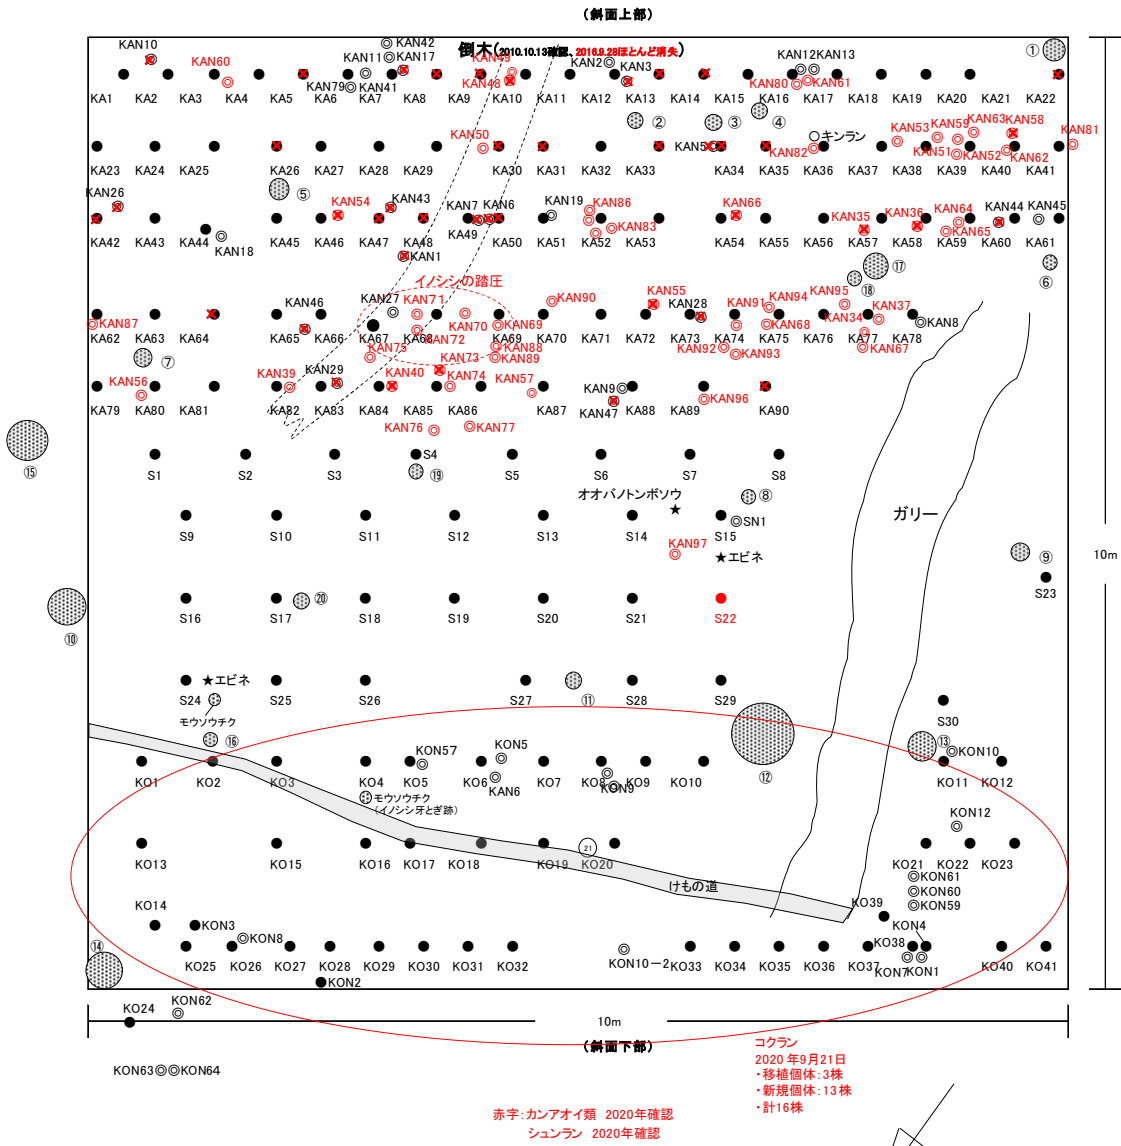 (斜面上部)
倒木(2010.10.13確認、2016.9.28ほとんど消失)
KAN10 KAN42 KAN11 KAN17 KAN49 KAN2 KAN3 KAN12 KAN13 ①
KAN60 KAN79 KAN41 KAN48 KAN80 KAN61
KA1 KA2 KA3 KA4 KA5 KA6 KA7 KA8 KA9 KA10 KA11 KA12 KA13 KA14 KA15 KA16 KA17 KA18 KA19 KA20 KA21 KA22
② ③ ④
KAN50 KAN5 キンラン KAN53 KAN59 KAN63 KAN58 KAN81
KAN82 KAN51 KAN52 KAN62
KA23 KA24 KA25 KA26 KA27 KA28 KA29 KA30 KA31 KA32 KA33 KA34 KA35 KA36 KA37 KA38 KA39 KA40 KA41
⑤
KAN26 KAN54 KAN43 KAN7 KAN6 KAN19 KAN86 KAN83 KAN66 KAN35 KAN36 KAN64 KAN65 KAN44 KAN45
KA42 KA43 KA44 KA45 KA46 KA47 KA48 KA49 KA50 KA51 KA52 KA53 KA54 KA55 KA56 KA57 KA58 KA59 KA60 KA61
KAN18 KAN1
⑰ ⑱ ⑥
イノシシの踏圧
KAN87 KAN46 KAN27 KAN71 KAN70 KAN69 KAN90 KAN55 KAN28 KAN91 KAN94 KAN68 KAN95 KAN34 KAN37 KAN8
KA62 KA63 KA64 KA65 KA66 KA67 KA68 KAN72 KA69 KA70 KA71 KA72 KA73 KA74 KA75 KA76 KA77 KA78
⑦ KAN75 KAN88 KAN89 KAN92 KAN93 KAN67
KAN56 KAN39 KAN29 KAN40 KAN73 KAN74 KAN57 KAN9 KAN47 KAN96
KA79 KA80 KA81 KA82 KA83 KA84 KA85 KA86 KA87 KA88 KA89 KA90
KAN76 KAN77
⑮
S1 S2 S3 S4 S5 S6 S7 S8
⑲
オオバノトンボソウ ⑧
★ SN1 ガリー
S9 S10 S11 S12 S13 S14 S15
KAN97 ★エビネ ⑨ 10m
S23
⑩ ⑳
S16 S17 S18 S19 S20 S21 S22
★エビネ
S24 S25 S26 S27 ⑪ S28 S29 S30
モウソウチク
⑯ ⑫ ⑬
KON57 KON5 KON10
KO1 KO2 KO3 KO4 KO5 KO6 KO7 KO8 KO9 KO10 KO11 KO12
KAN6 KON9
モウソウチク
(イノシシ牙とぎ跡)
KON12
21
KO13 KO15 KO16 KO17 KO18 KO19 KO20 KO21 KO22 KO23
けもの道
KON61
KON60
KON59
KO14 KO39
KON3 KON4
⑭ KON8 KO38
KO25 KO26 KO27 KO28 KO29 KO30 KO31 KO32 KON10－2 KO33 KO34 KO35 KO36 KO37 KON7 KON1 KO40 KO41
KON2
KON62
KO24
10m
(斜面下部)
KON63 KON64
コクラン
2020年9月21日
・移植個体:3株
・新規個体:13株
・計16株
赤字:カンアオイ類 2020年確認
シュンラン 2020年確認